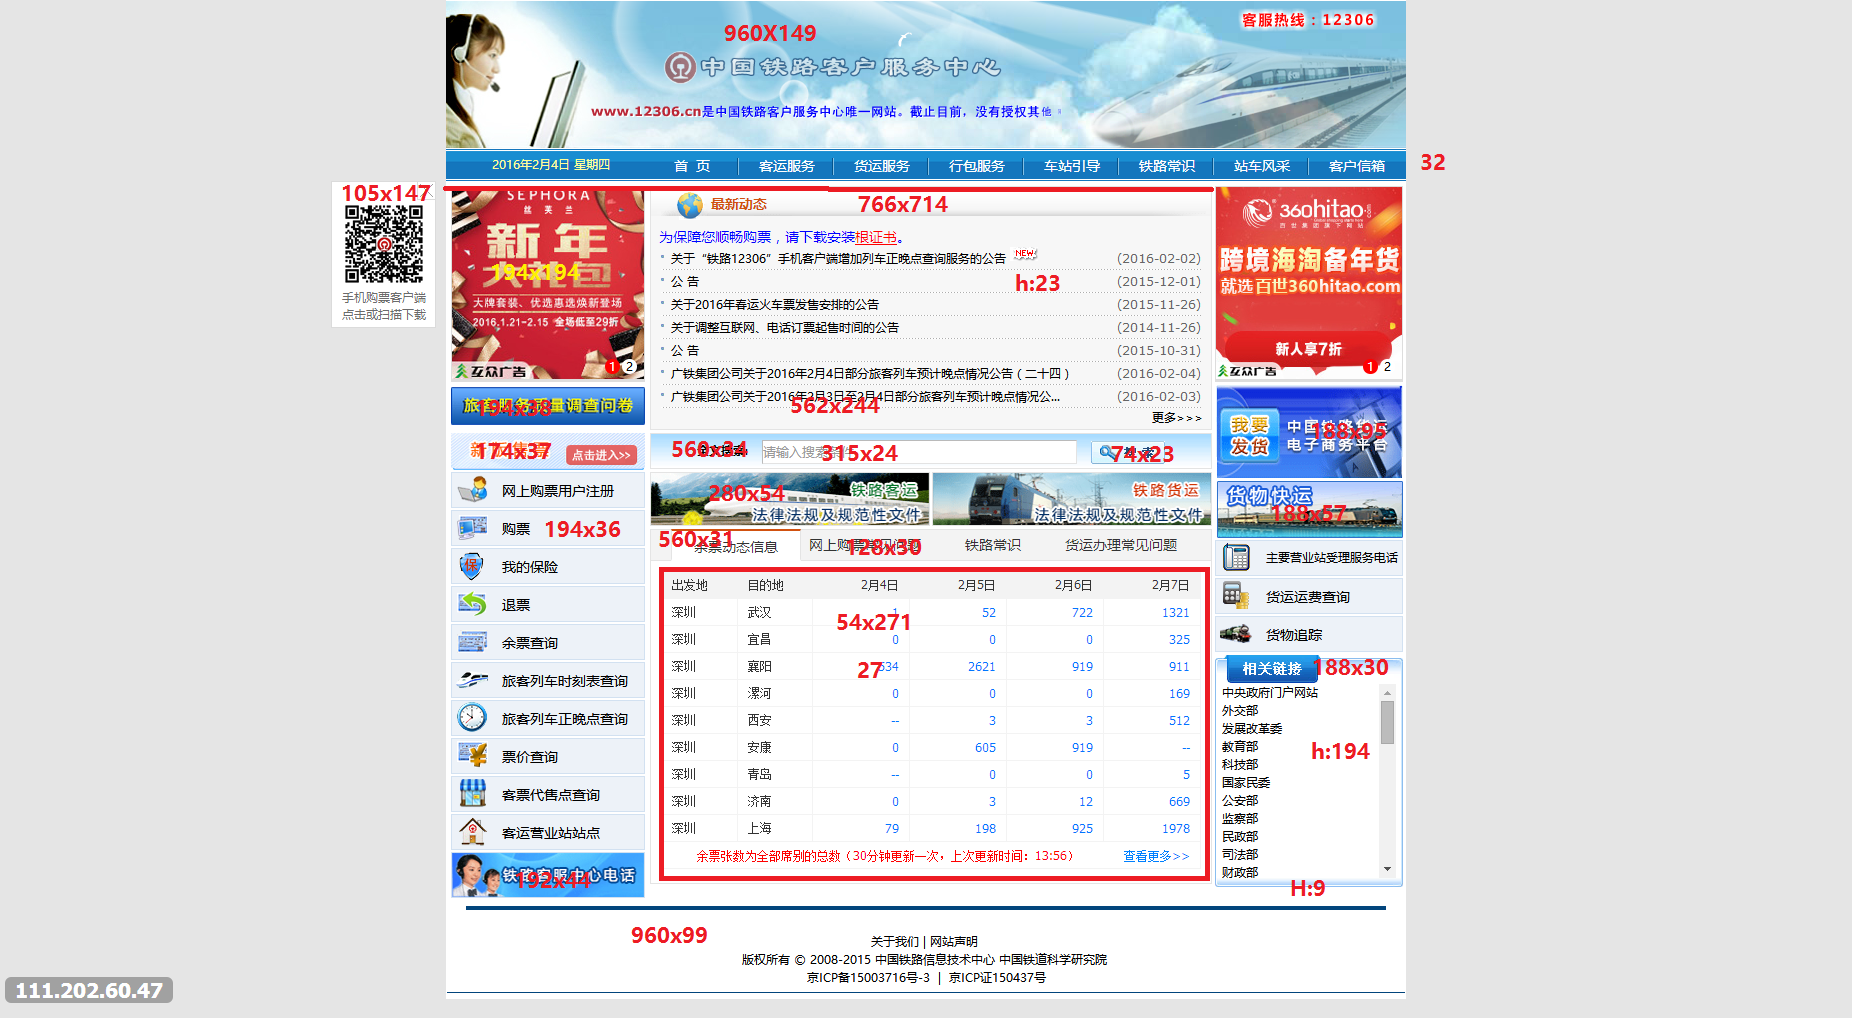 客服热线：12306
960X149
中国铁路客户服务中心
www.12306.cn是中国铁路客户服务中心唯一网站。截止目前，没有授权其他
2016年2月4日 星期四
首 页
客运服务
货运服务
行包服务
车站引导
铁路常识
站车风采
客户信箱
32
105x147
手机购票客户端
点击或扫描下载
SEPHORA
丝芙兰
新年
大礼包
194x194
大牌套装、优选惠选焕新登场
2016.1.21-2.15 全场低至29折
互众广告
1 2
旅客服务质量调查问卷
194x38
174x37
点击进入>>
网上购票用户注册
购票
194x36
我的保险
退票
余票查询
旅客列车时刻表查询
旅客列车正晚点查询
票价查询
客票代售点查询
客运营业站站点
铁路客服中心电话
192x44
最新动态
766x714
为保障您顺畅购票，请下载安装根证书。
关于“铁路12306”手机客户端增加列车正晚点查询服务的公告 NEW! (2016-02-02)
公 告 (2015-12-01)
h:23
关于2016年春运火车票发售安排的公告 (2015-11-26)
关于调整互联网、电话订票起售时间的公告 (2014-11-26)
公 告 (2015-10-31)
广铁集团公司关于2016年2月4日部分旅客列车预计晚点情况公告（二十四） (2016-02-04)
广铁集团公司关于2016年2月3日至2月4日部分旅客列车预计晚点情况公... (2016-02-03)
562x244
更多>>>
560x34
请输入搜索
315x24
74x23
280x54
铁路客运
法律法规及规范性文件
铁路货运
法律法规及规范性文件
560x31
余票动态信息
网上购票常见问题
128x30
铁路常识
货运办理常见问题
出发地 目的地 2月4日 2月5日 2月6日 2月7日
深圳 武汉 1 52 722 1321
54x271
深圳 宜昌 0 0 0 325
深圳 襄阳 534 2621 919 911
27
深圳 漯河 0 0 0 169
深圳 西安 -- 3 3 512
深圳 安康 0 605 919 --
深圳 青岛 -- 0 0 5
深圳 济南 0 3 12 669
深圳 上海 79 198 925 1978
余票张数为全部席别的总数（30分钟更新一次，上次更新时间：13:56） 查看更多>>
360hitao.com
百世集团旗下网站
跨境海淘备年货
就选百世360hitao.com
新人享7折
互众广告
1 2
我要发货
中国铁路货运
电子商务平台
188x95
货物快运
188x57
主要营业站受理服务电话
货运运费查询
货物追踪
相关链接
188x30
中央政府门户网站
外交部
发展改革委
教育部
h:194
科技部
国家民委
公安部
监察部
民政部
司法部
财政部
H:9
960x99
关于我们 | 网站声明
版权所有 © 2008-2015 中国铁路信息技术中心 中国铁道科学研究院
京ICP备15003716号-3 | 京ICP证150437号
111.202.60.47